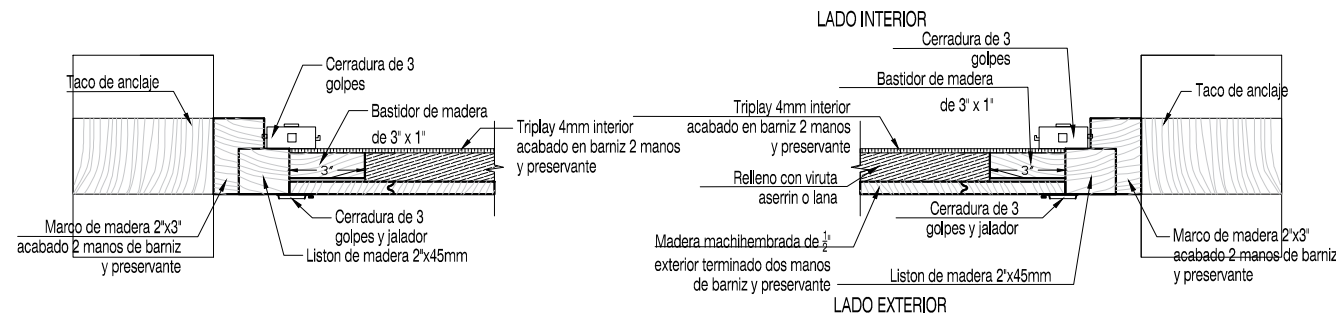 Taco de anclaje
Cerradura de 3
golpes
Bastidor de madera
de 3" x 1"
Triplay 4mm interior
acabado en barniz 2 manos
y preservante
3"
Marco de madera 2"x3"
acabado 2 manos de barniz
y preservante
Cerradura de 3
golpes y jalador
Liston de madera 2"x45mm
LADO INTERIOR
Cerradura de 3
golpes
Bastidor de madera
de 3" x 1"
Triplay 4mm interior
acabado en barniz 2 manos
y preservante
Taco de anclaje
3"
Relleno con viruta
aserrin o lana
Cerradura de 3
golpes y jalador
Madera machihembrada de 1/2"
exterior terminado dos manos
de barniz y preservante
Marco de madera 2"x3"
acabado 2 manos de barniz
y preservante
Liston de madera 2"x45mm
LADO EXTERIOR